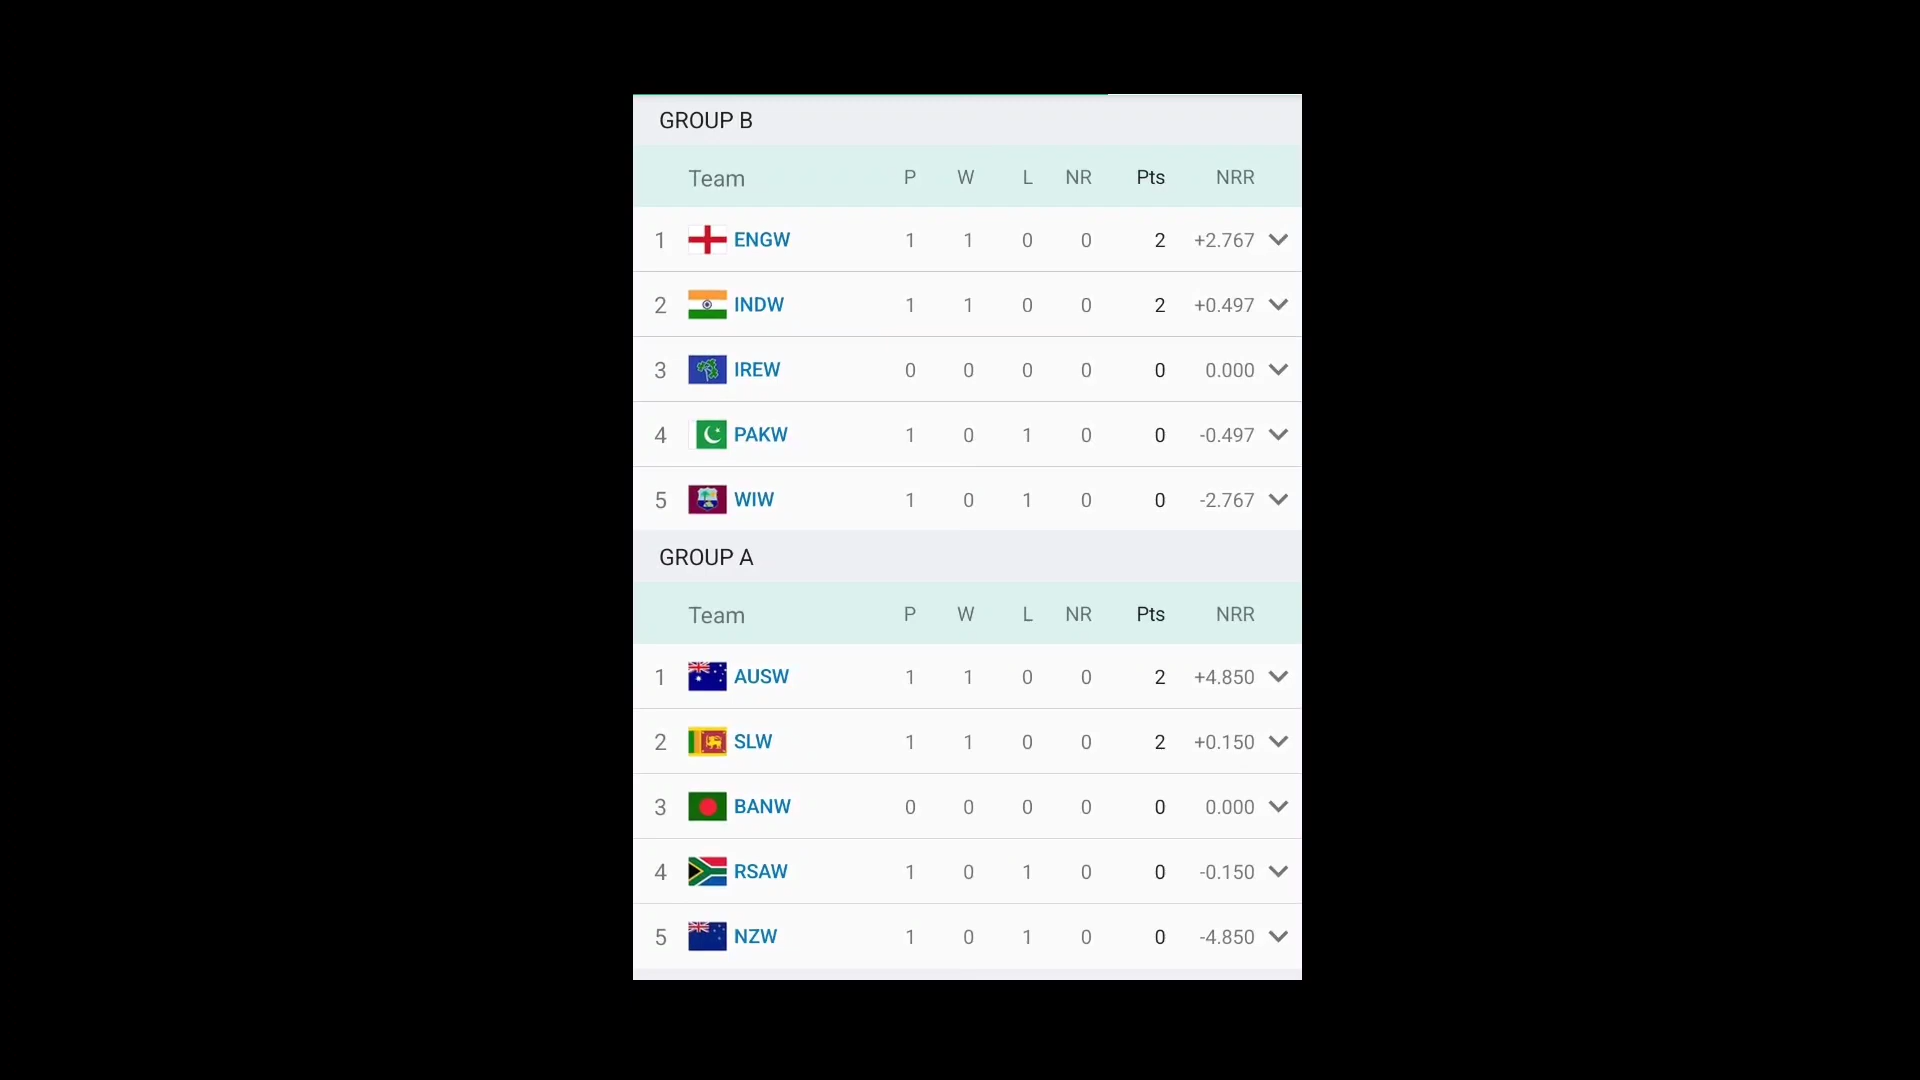 GROUP B
Team P W L NR Pts NRR
1 ENGW 1 1 0 0 2 +2.767
2 INDW 1 1 0 0 2 +0.497
3 IREW 0 0 0 0 0 0.000
4 PAKW 1 0 1 0 0 -0.497
5 WIW 1 0 1 0 0 -2.767
GROUP A
Team P W L NR Pts NRR
1 AUSW 1 1 0 0 2 +4.850
2 SLW 1 1 0 0 2 +0.150
3 BANW 0 0 0 0 0 0.000
4 RSAW 1 0 1 0 0 -0.150
5 NZW 1 0 1 0 0 -4.850